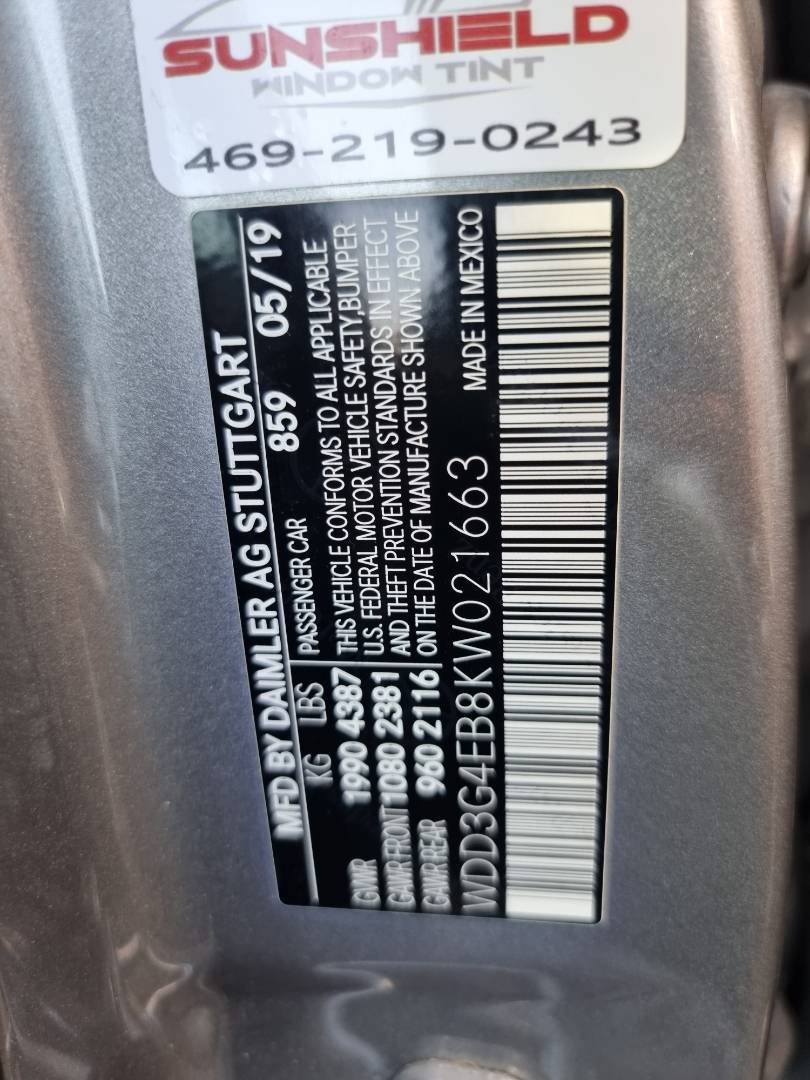 SUNSHIELD
WINDOW TINT
469-219-0243
MFD BY DAIMLER AG STUTTGART
859 05/19
KG LBS
PASSENGER CAR
GVWR 1990 4387
GAWR FRONT 1080 2381
GAWR REAR 960 2116
THIS VEHICLE CONFORMS TO ALL APPLICABLE
U.S. FEDERAL MOTOR VEHICLE SAFETY,BUMPER
AND THEFT PREVENTION STANDARDS IN EFFECT
ON THE DATE OF MANUFACTURE SHOWN ABOVE
WDD3G4EB8KW021663
MADE IN MEXICO